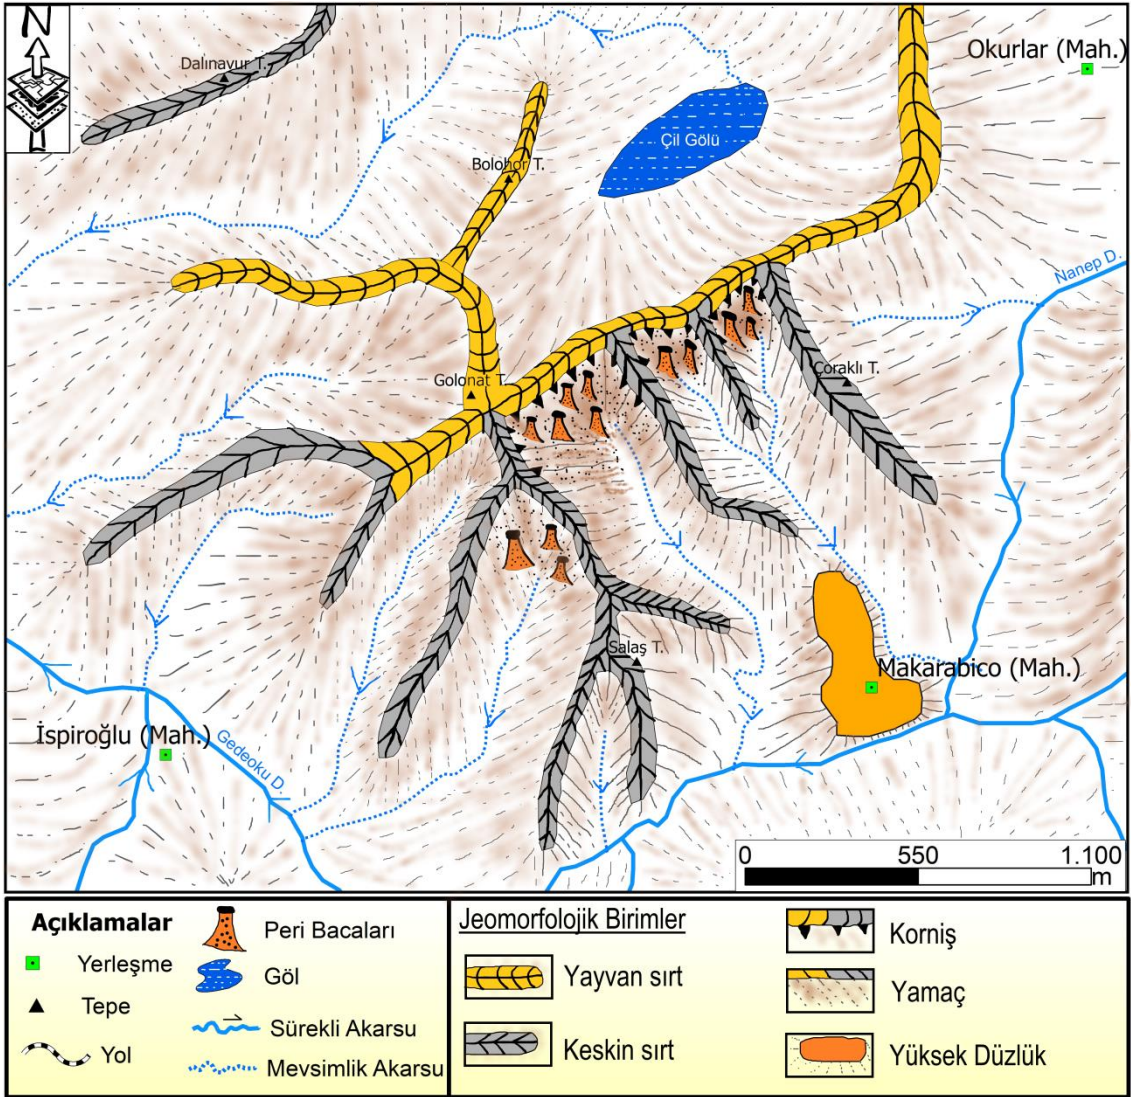 N
Dalınavur T.
Okurlar (Mah.)
Çil Gölü
Bolohor T.
Nanep D.
Golonat T.
Çoraklı T.
Salaş T.
Makarabico (Mah.)
İspiroğlu (Mah.)
Gedeoku D.
0 550 1.100
m
Açıklamalar
Yerleşme
Tepe
Yol
Peri Bacaları
Göl
Sürekli Akarsu
Mevsimlik Akarsu
Jeomorfolojik Birimler
Yayvan sırt
Keskin sırt
Korniş
Yamaç
Yüksek Düzlük